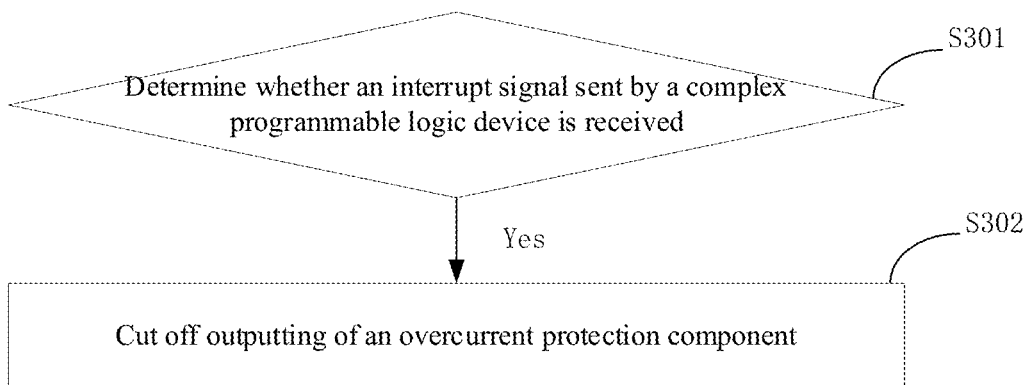 S301
Determine whether an interrupt signal sent by a complex
programmable logic device is received
Yes
S302
Cut off outputting of an overcurrent protection component